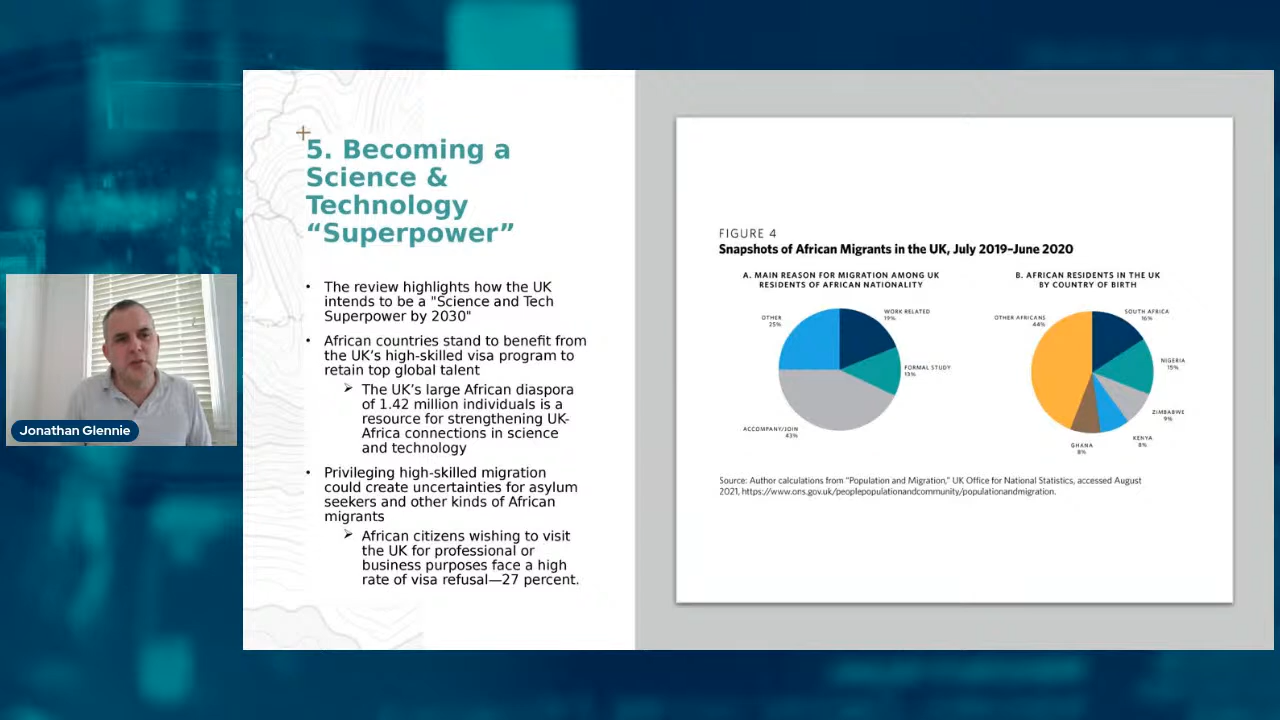 5. Becoming a
Science &
Technology
“Superpower”
• The review highlights how the UK
intends to be a "Science and Tech
Superpower by 2030"
• African countries stand to benefit from
the UK’s high-skilled visa program to
retain top global talent
➢ The UK’s large African diaspora
of 1.42 million individuals is a
resource for strengthening UK-
Africa connections in science
and technology
• Privileging high-skilled migration
could create uncertainties for asylum
seekers and other kinds of African
migrants
➢ African citizens wishing to visit
the UK for professional or
business purposes face a high
rate of visa refusal—27 percent.
Jonathan Glennie
FIGURE 4
Snapshots of African Migrants in the UK, July 2019–June 2020
A. MAIN REASON FOR MIGRATION AMONG UK
RESIDENTS OF AFRICAN NATIONALITY
OTHER
25%
WORK RELATED
19%
FORMAL STUDY
13%
ACCOMPANY/JOIN
43%
B. AFRICAN RESIDENTS IN THE UK
BY COUNTRY OF BIRTH
OTHER AFRICANS
44%
SOUTH AFRICA
16%
NIGERIA
15%
ZIMBABWE
9%
KENYA
8%
GHANA
8%
Source: Author calculations from “Population and Migration,” UK Office for National Statistics, accessed August
2021, https://www.ons.gov.uk/peoplepopulationandcommunity/populationandmigration.